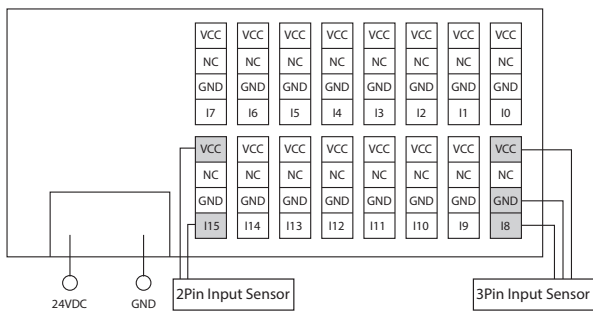 VCC VCC VCC VCC VCC VCC VCC VCC
NC NC NC NC NC NC NC NC
GND GND GND GND GND GND GND GND
I7 I6 I5 I4 I3 I2 I1 I0
VCC VCC VCC VCC VCC VCC VCC VCC
NC NC NC NC NC NC NC NC
GND GND GND GND GND GND GND GND
I15 I14 I13 I12 I11 I10 I9 I8
24VDC GND 2Pin Input Sensor 3Pin Input Sensor